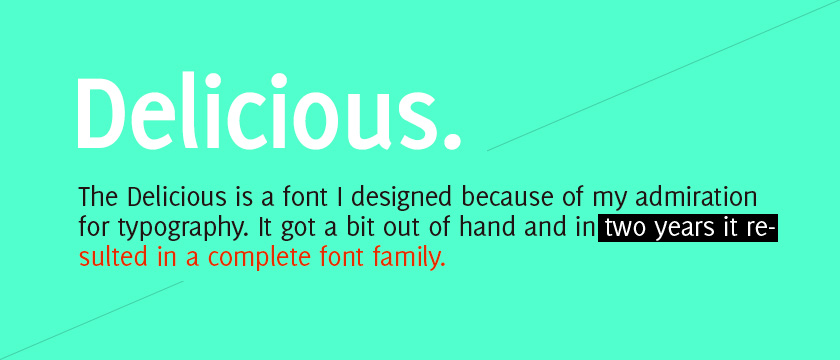 Delicious.
The Delicious is a font I designed because of my admiration
for typography. It got a bit out of hand and in two years it re-
sulted in a complete font family.